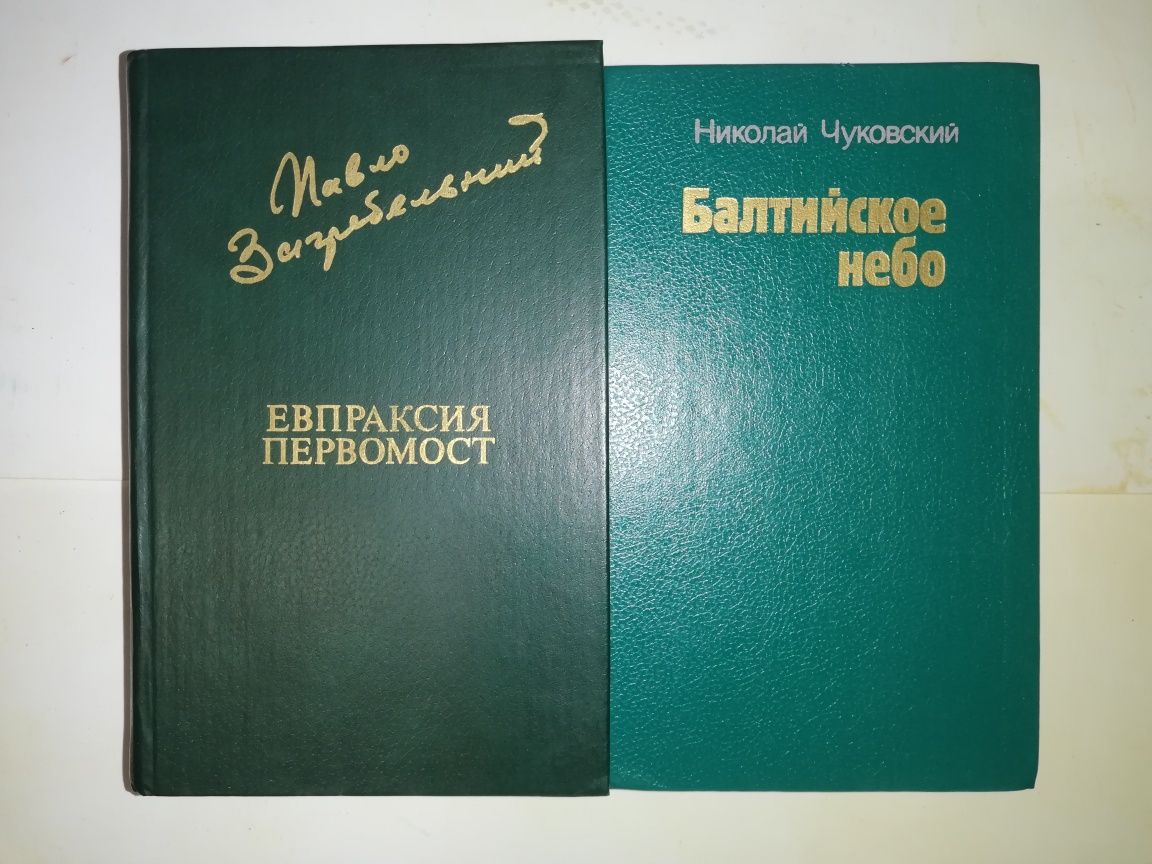 Павло
Загребельний
ЕВПРАКСИЯ
ПЕРВОМОСТ
Николай Чуковский
Балтийское
небо